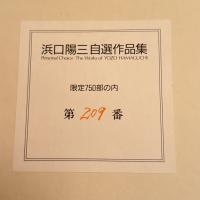 浜口陽三自選作品集
Personal Choice·The Works of YOZO HAMAGUCHI
限定750部の内
第 209 番